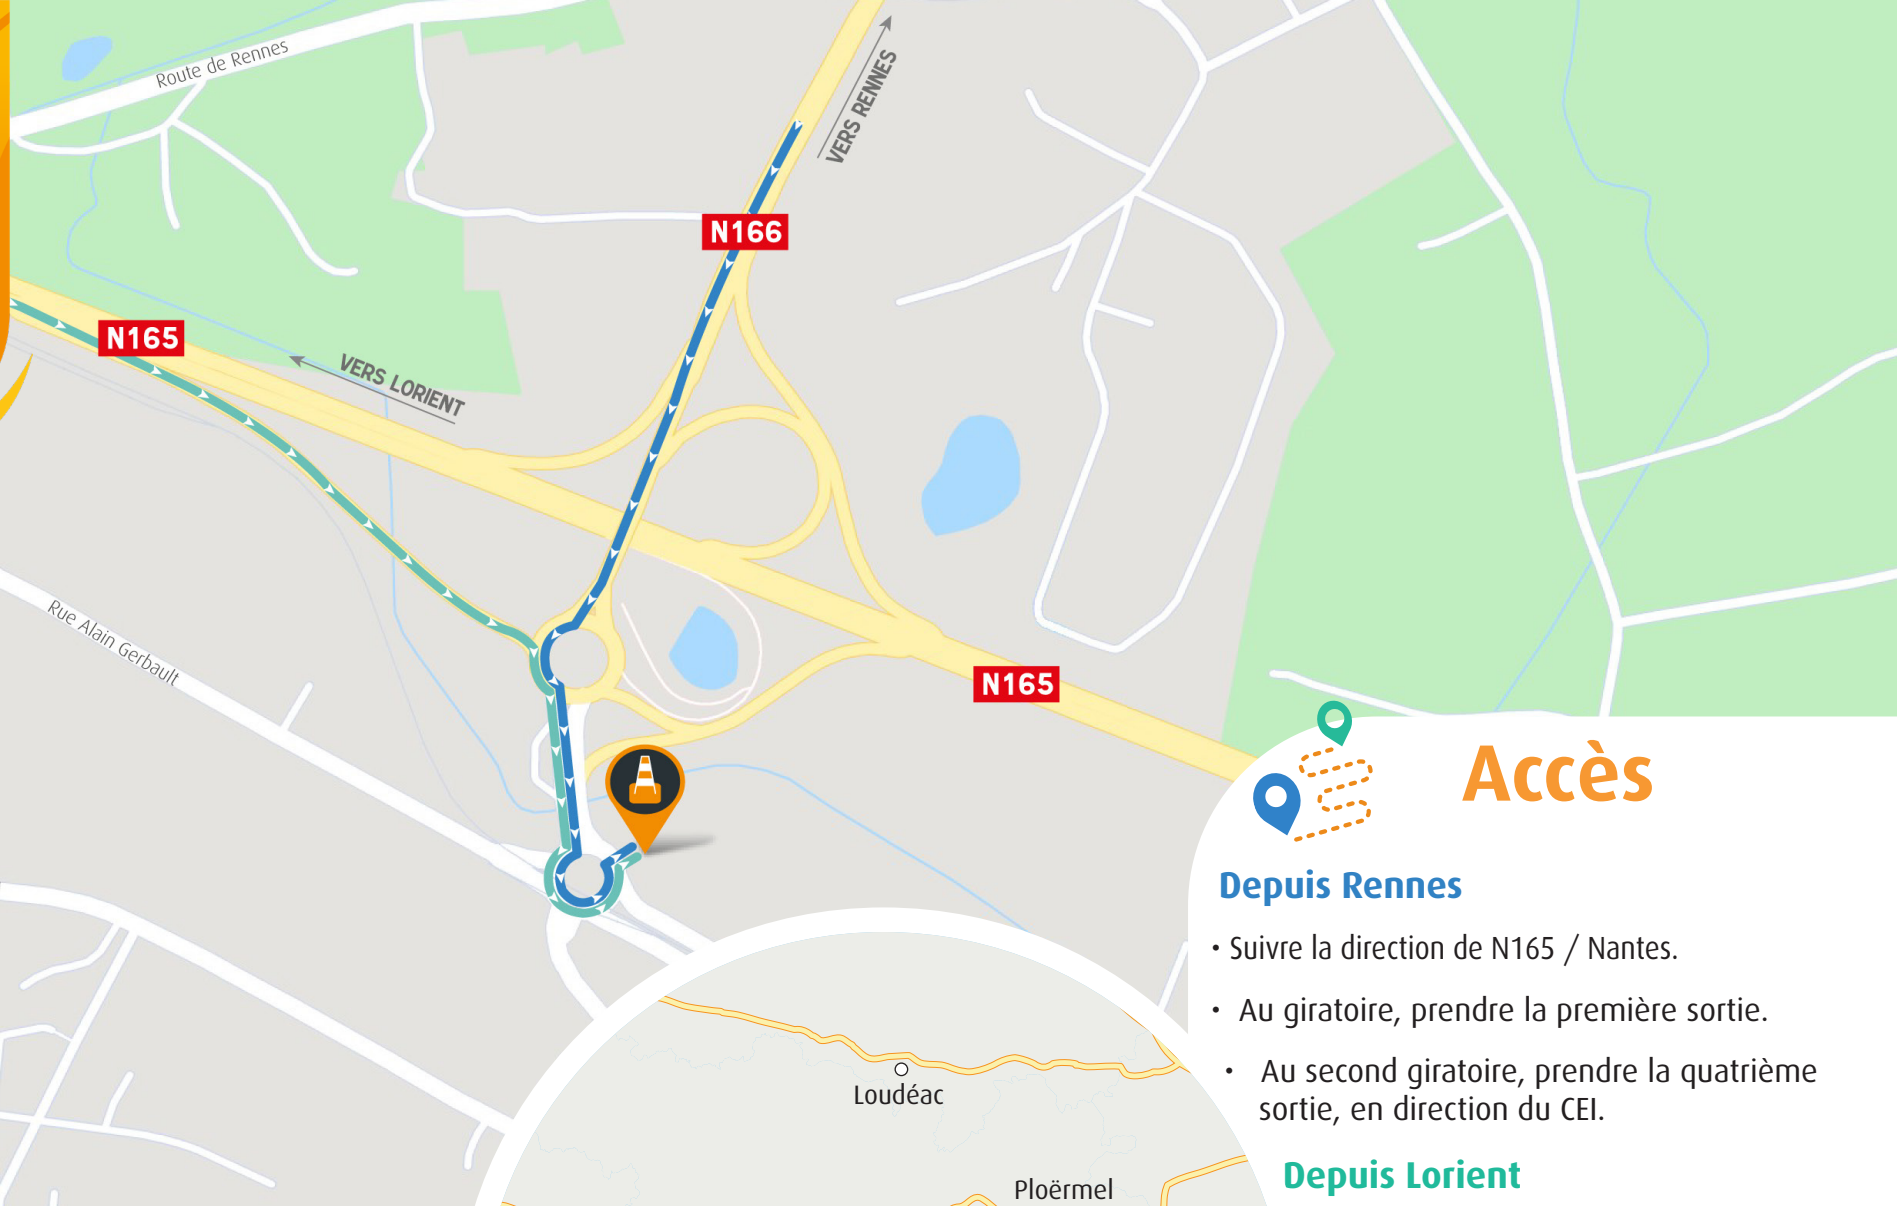 Route de Rennes
VERS RENNES
N166
N165
VERS LORIENT
Rue Alain Gerbault
N165
Accès
Depuis Rennes
• Suivre la direction de N165 / Nantes.
• Au giratoire, prendre la première sortie.
• Au second giratoire, prendre la quatrième
sortie, en direction du CEI.
Depuis Lorient
Loudéac
Ploërmel